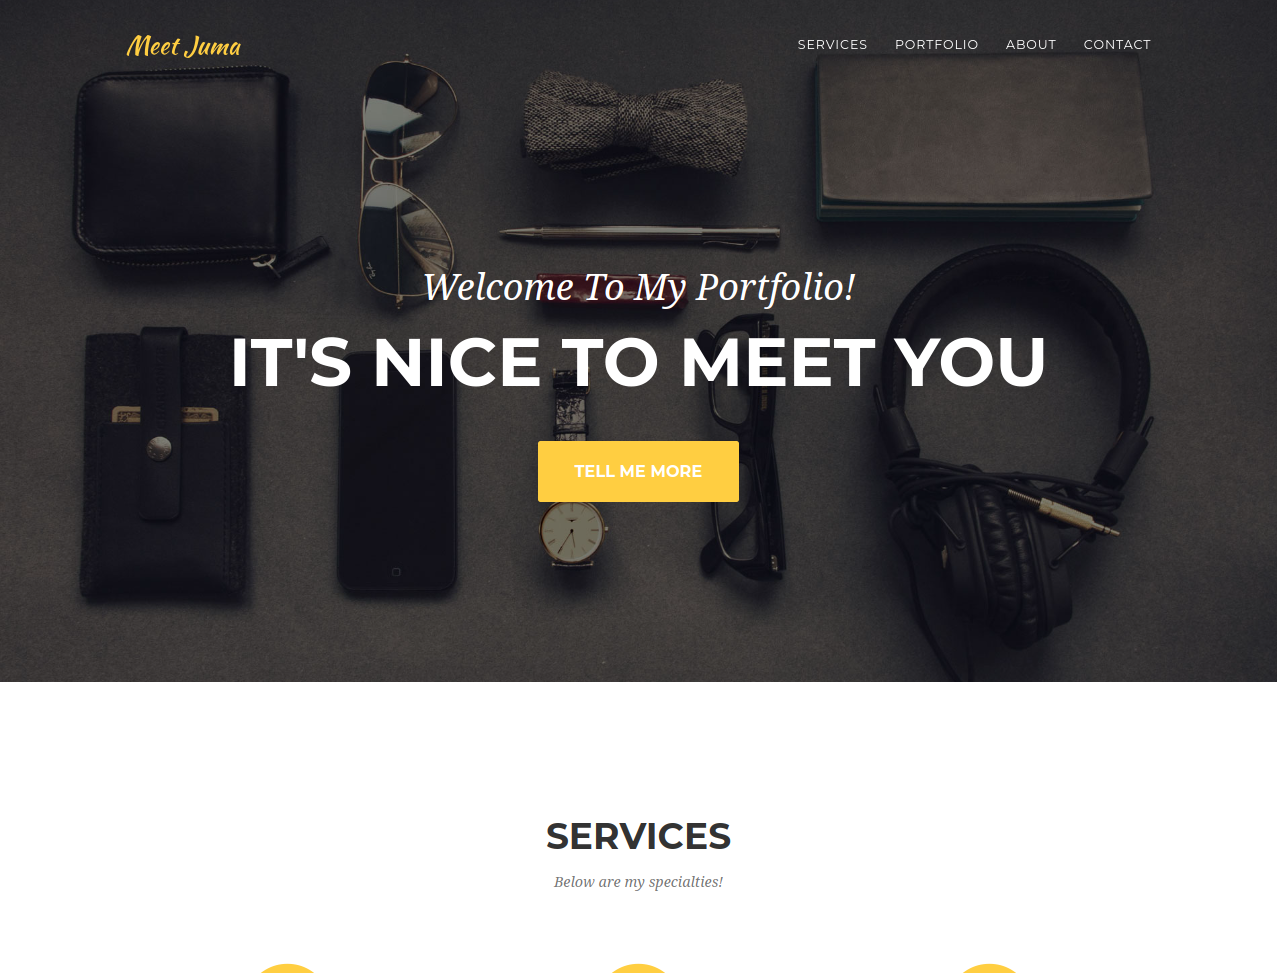 Meet Juma
SERVICES PORTFOLIO ABOUT CONTACT
Welcome To My Portfolio!
IT'S NICE TO MEET YOU
TELL ME MORE
SERVICES
Below are my specialties!